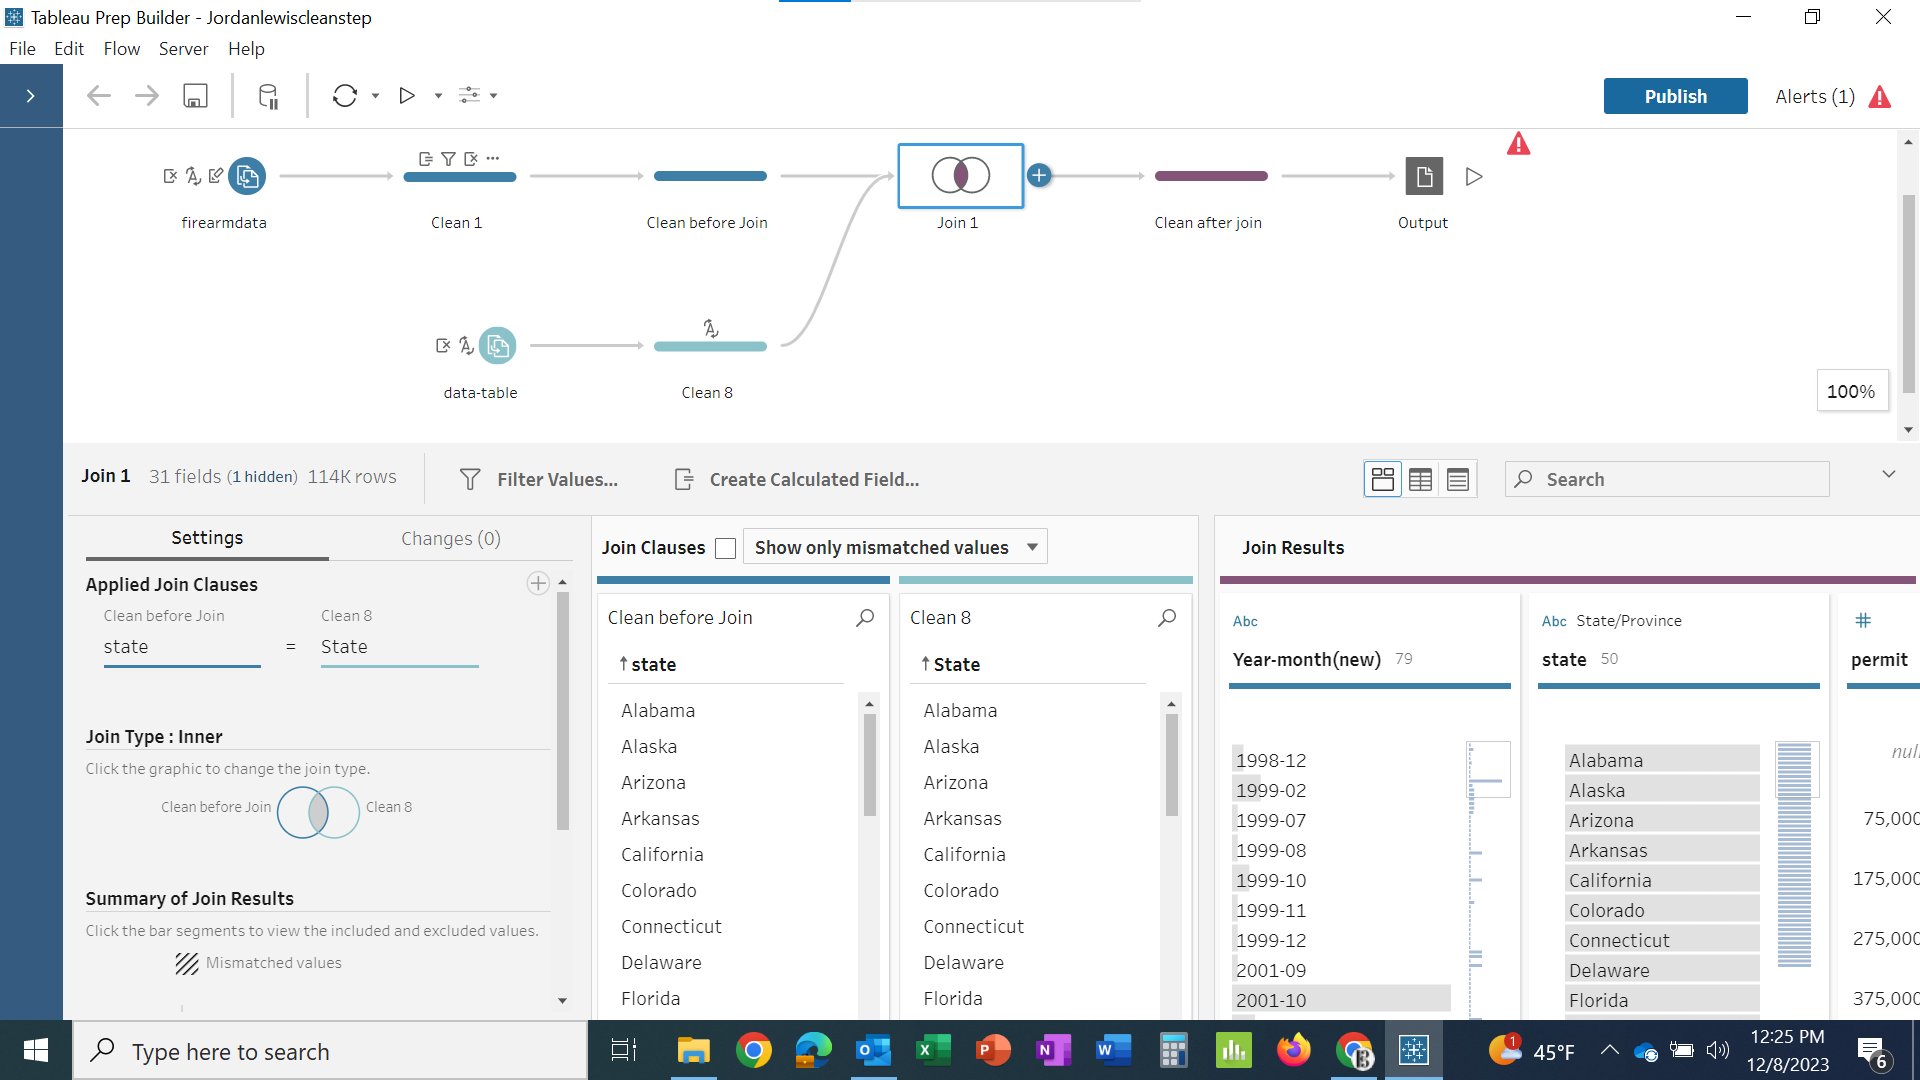 Tableau Prep Builder - Jordanlewiscleanstep
File Edit Flow Server Help
Publish Alerts (1)
firearmdata Clean 1 Clean before Join Join 1 Clean after join Output
data-table Clean 8
100%
Join 1 31 fields (1 hidden) 114K rows Filter Values... Create Calculated Field... Search
Settings Changes (0)
Applied Join Clauses
Clean before Join Clean 8
state = State
Join Type : Inner
Click the graphic to change the join type.
Clean before Join Clean 8
Summary of Join Results
Click the bar segments to view the included and excluded values.
Mismatched values
Join Clauses Show only mismatched values
Clean before Join
state
Alabama
Alaska
Arizona
Arkansas
California
Colorado
Connecticut
Delaware
Florida
Clean 8
State
Alabama
Alaska
Arizona
Arkansas
California
Colorado
Connecticut
Delaware
Florida
Join Results
Abc
Year-month(new) 79
1998-12
1999-02
1999-07
1999-08
1999-10
1999-11
1999-12
2001-09
2001-10
Abc State/Province
state 50
Alabama
Alaska
Arizona
Arkansas
California
Colorado
Connecticut
Delaware
Florida
#
permit
nul
75,000
175,000
275,000
375,000
Type here to search
1 45°F 12:25 PM
12/8/2023 6